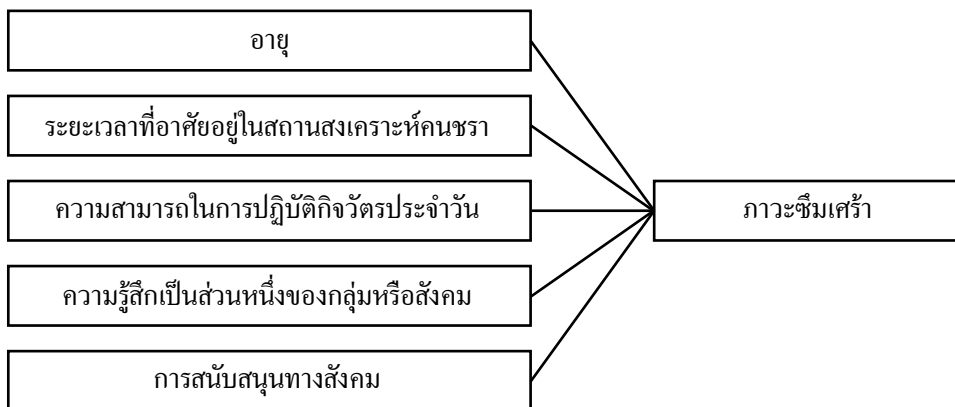 อายุ
ระยะเวลาที่อาศัยอยู่ในสถานสงเคราะห์คนชรา
ความสามารถในการปฏิบัติกิจวัตรประจำวัน
ภาวะซึมเศร้า
ความรู้สึกเป็นส่วนหนึ่งของกลุ่มหรือสังคม
การสนับสนุนทางสังคม